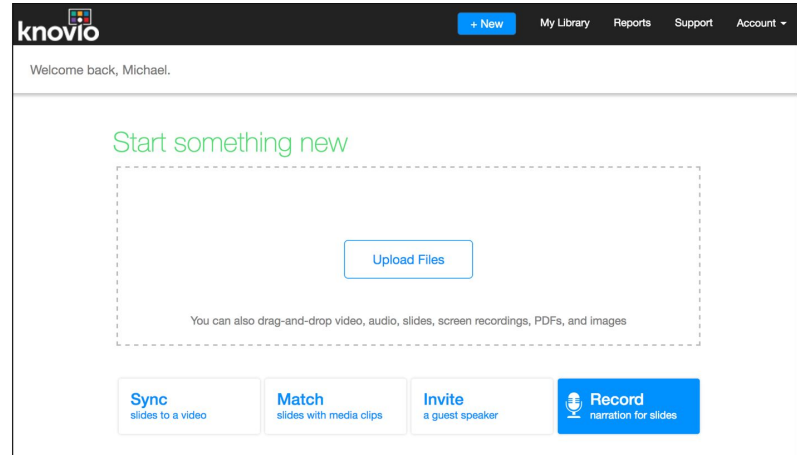 knovio
+ New
My Library
Reports
Support
Account
Welcome back, Michael.
Start something new
Upload Files
You can also drag-and-drop video, audio, slides, screen recordings, PDFs, and images
Sync
slides to a video
Match
slides with media clips
Invite
a guest speaker
Record
narration for slides